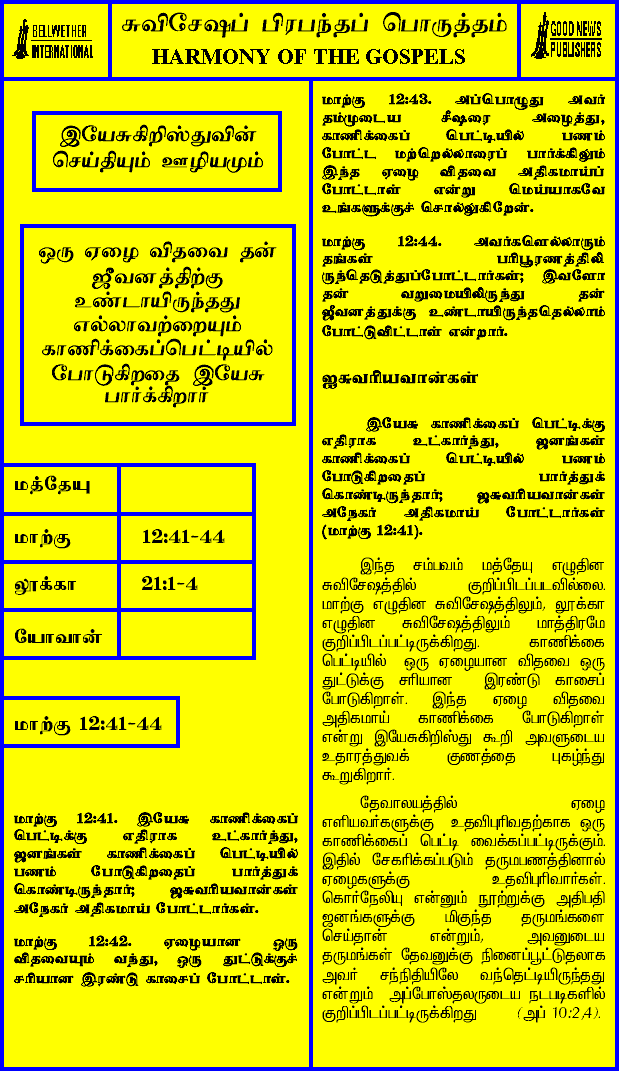 BELLWETHER
INTERNATIONAL
சுவிசேஷப் பிரபந்தப் பொருத்தம்
HARMONY OF THE GOSPELS
GOOD NEWS
PUBLISHERS
இயேசுகிறிஸ்துவின்
செய்தியும் ஊழியமும்
ஒரு ஏழை விதவை தன்
ஜீவனத்திற்கு
உண்டாயிருந்தது
எல்லாவற்றையும்
காணிக்கைப்பெட்டியில்
போடுகிறதை இயேசு
பார்க்கிறார்
மத்தேயு
மாற்கு 12:41-44
லூக்கா 21:1-4
யோவான்
மாற்கு 12:41-44
மாற்கு 12:41. இயேசு காணிக்கைப்
பெட்டிக்கு எதிராக உட்கார்ந்து,
ஜனங்கள் காணிக்கைப் பெட்டியில்
பணம் போடுகிறதைப் பார்த்துக்
கொண்டிருந்தார்; ஐசுவரியவான்கள்
அநேகர் அதிகமாய் போட்டார்கள்.
மாற்கு 12:42. ஏழையான ஒரு
விதவையும் வந்து, ஒரு துட்டுக்குச்
சரியான இரண்டு காசைப் போட்டாள்.
மாற்கு 12:43. அப்பொழுது அவர்
தம்முடைய சீஷரை அழைத்து,
காணிக்கைப் பெட்டியில் பணம்
போட்ட மற்றெல்லாரைப் பார்க்கிலும்
இந்த ஏழை விதவை அதிகமாய்ப்
போட்டாள் என்று மெய்யாகவே
உங்களுக்குச் சொல்லுகிறேன்.
மாற்கு 12:44. அவர்களெல்லாரும்
தங்கள் பரிபூரணத்திலி
ருந்தெடுத்துப்போட்டார்கள்; இவளோ
தன் வறுமையிலிருந்து தன்
ஜீவனத்துக்கு உண்டாயிருந்ததெல்லாம்
போட்டுவிட்டாள் என்றார்.
ஐசுவரியவான்கள்
இயேசு காணிக்கைப் பெட்டிக்கு
எதிராக உட்கார்ந்து, ஜனங்கள்
காணிக்கைப் பெட்டியில் பணம்
போடுகிறதைப் பார்த்துக்
கொண்டிருந்தார்; ஐசுவரியவான்கள்
அநேகர் அதிகமாய் போட்டார்கள்
(மாற்கு 12:41).
இந்த சம்பவம் மத்தேயு எழுதின
சுவிசேஷத்தில் குறிப்பிடப்படவில்லை.
மாற்கு எழுதின சுவிசேஷத்திலும், லூக்கா
எழுதின சுவிசேஷத்திலும் மாத்திரமே
குறிப்பிடப்பட்டிருக்கிறது. காணிக்கை
பெட்டியில் ஒரு ஏழையான விதவை ஒரு
துட்டுக்கு சரியான இரண்டு காசைப்
போடுகிறாள். இந்த ஏழை விதவை
அதிகமாய் காணிக்கை போடுகிறாள்
என்று இயேசுகிறிஸ்து கூறி அவளுடைய
உதாரத்துவக் குணத்தை புகழ்ந்து
கூறுகிறார்.
தேவாலயத்தில் ஏழை
எளியவர்களுக்கு உதவிபுரிவதற்காக ஒரு
காணிக்கைப் பெட்டி வைக்கப்பட்டிருக்கும்.
இதில் சேகரிக்கப்படும் தருமபணத்தினால்
ஏழைகளுக்கு உதவிபுரிவார்கள்.
கொர்நேலியு என்னும் நூற்றுக்கு அதிபதி
ஜனங்களுக்கு மிகுந்த தருமங்களை
செய்தான் என்றும், அவனுடைய
தருமங்கள் தேவனுக்கு நினைப்பூட்டுதலாக
அவர் சந்நிதியிலே வந்தெட்டியிருந்தது
என்றும் அப்போஸ்தலருடைய நடபடிகளில்
குறிப்பிடப்பட்டிருக்கிறது (அப் 10:2,4).